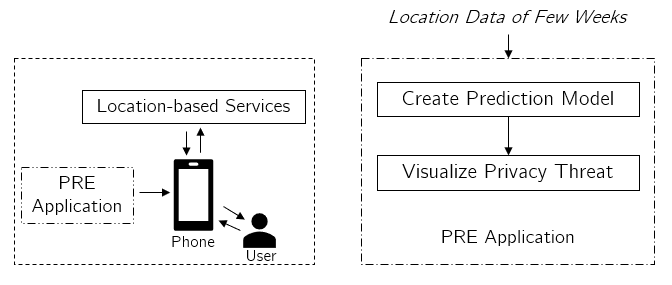 Location-based Services
PRE
Application
Phone
User
Location Data of Few Weeks
Create Prediction Model
Visualize Privacy Threat
PRE Application